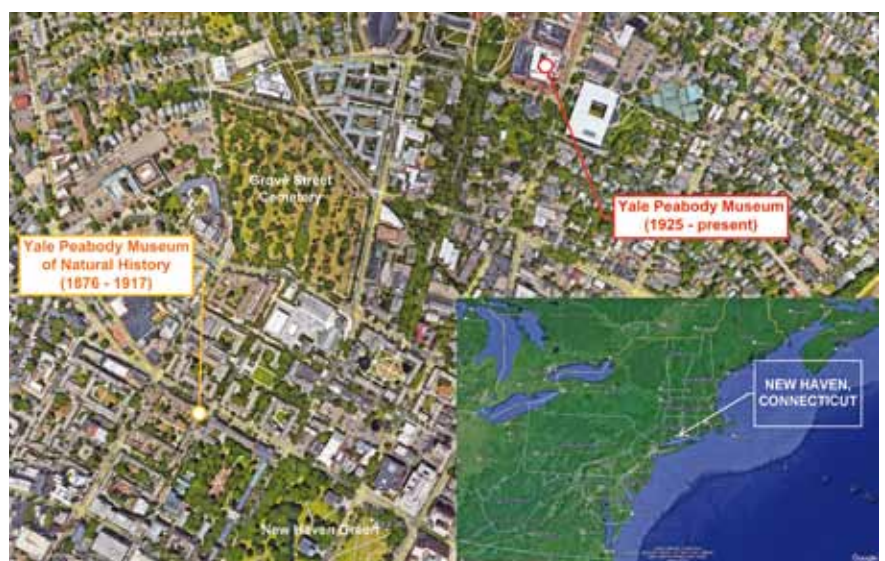 Grove Street
Cemetery
Yale Peabody Museum
(1925 - present)
Yale Peabody Museum
of Natural History
(1876 - 1917)
NEW HAVEN,
CONNECTICUT
New Haven Green
Google